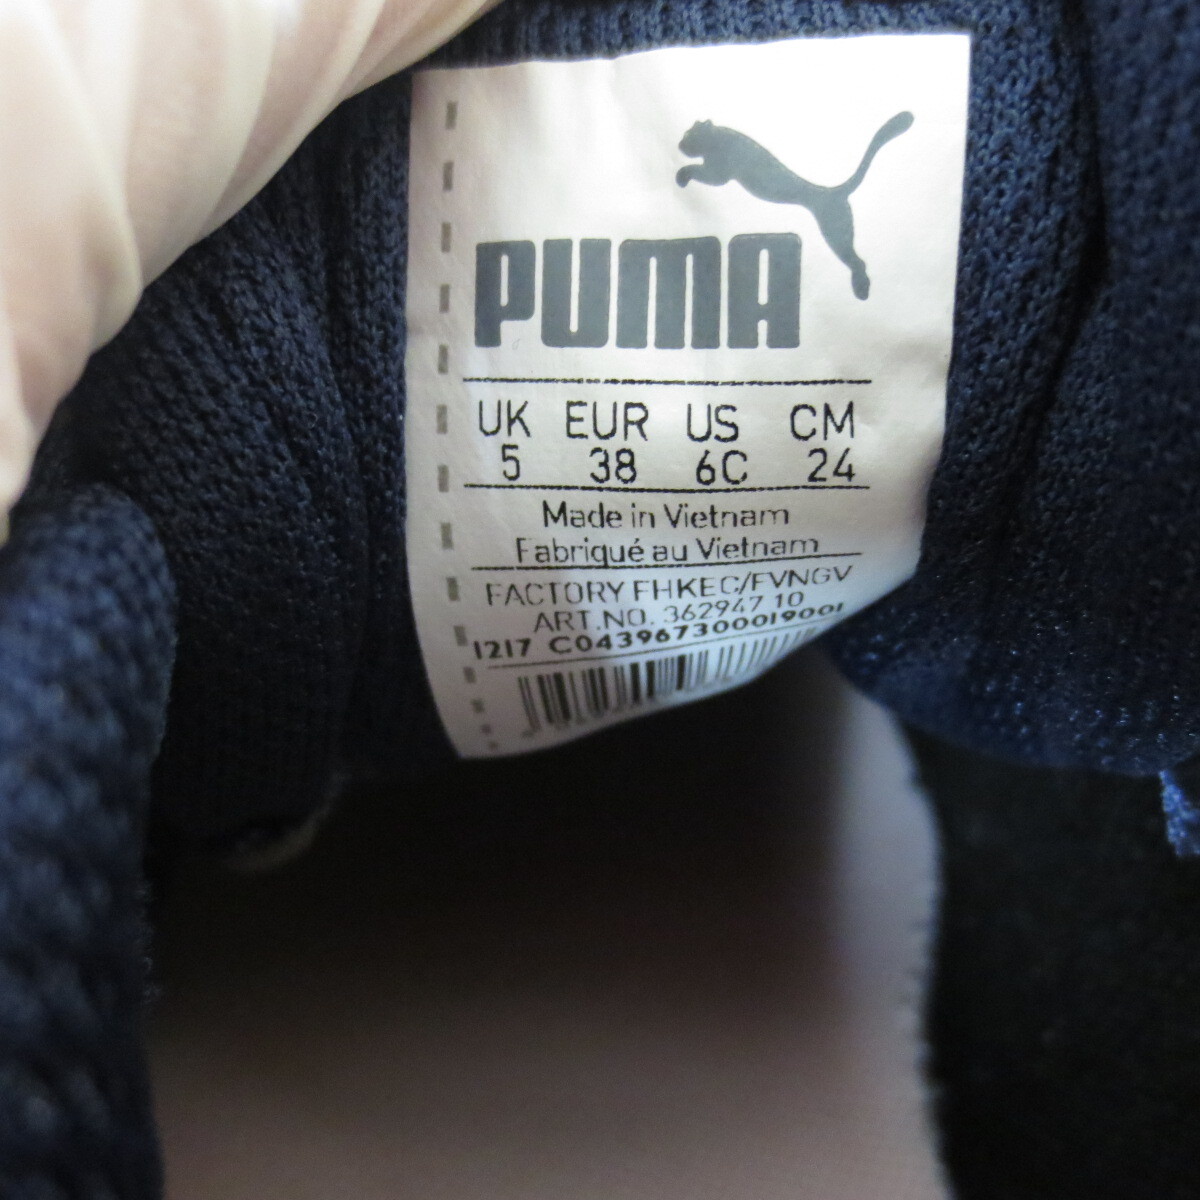 PUMA
UK EUR US CM
5 38 6C 24
Made in Vietnam
Fabriqué au Vietnam
FACTORY FHKEC/FVNGV
ART.NO. 362947 10
1217 C043967300019001